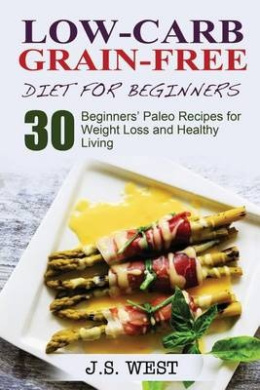 LOW-CARB
GRAIN-FREE
DIET FOR BEGINNERS
30 Beginners' Paleo Recipes for
Weight Loss and Healthy
Living
J.S. WEST